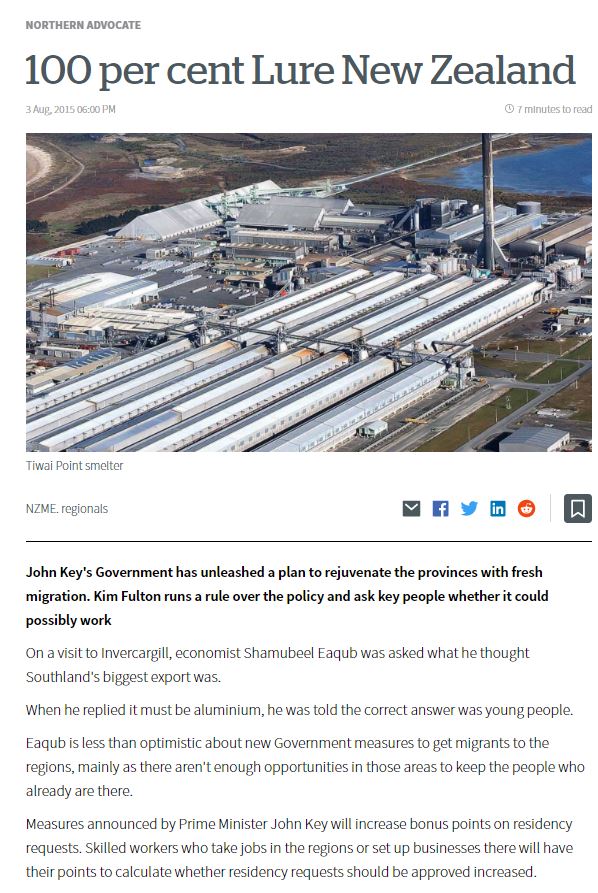 NORTHERN ADVOCATE
100 per cent Lure New Zealand
3 Aug, 2015 06:00 PM
7 minutes to read
Tiwai Point smelter
NZME. regionals
John Key's Government has unleashed a plan to rejuvenate the provinces with fresh
migration. Kim Fulton runs a rule over the policy and ask key people whether it could
possibly work
On a visit to Invercargill, economist Shamubeel Eaqub was asked what he thought
Southland's biggest export was.
When he replied it must be aluminium, he was told the correct answer was young people.
Eaqub is less than optimistic about new Government measures to get migrants to the
regions, mainly as there aren't enough opportunities in those areas to keep the people who
already are there.
Measures announced by Prime Minister John Key will increase bonus points on residency
requests. Skilled workers who take jobs in the regions or set up businesses there will have
their points to calculate whether residency requests should be approved increased.